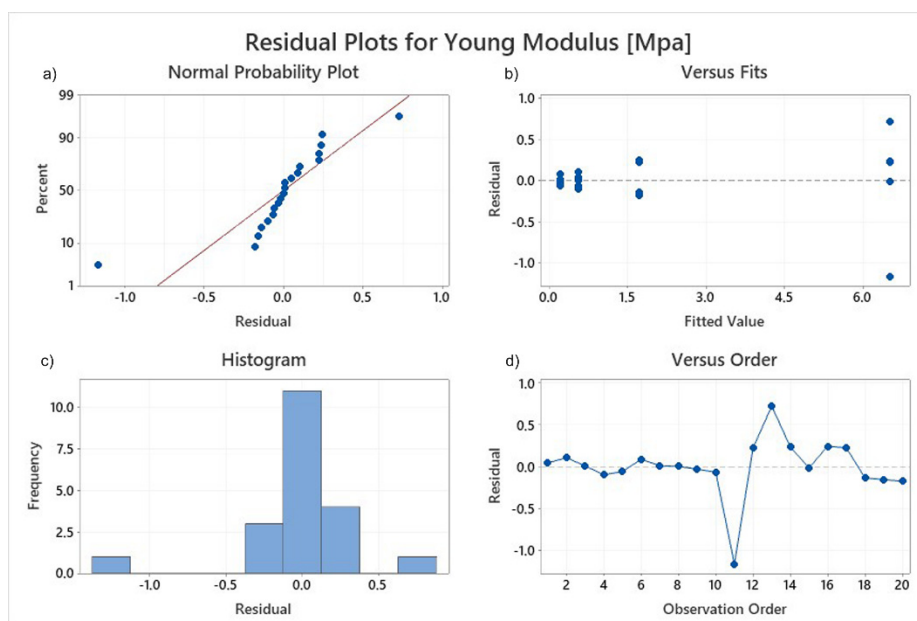 Residual Plots for Young Modulus [Mpa]
a)
Normal Probability Plot
99
90
50
10
1
Percent
-1.0
-0.5
0.0
0.5
1.0
Residual
b)
Versus Fits
1.0
0.5
0.0
-0.5
-1.0
Residual
0.0
1.5
3.0
4.5
6.0
Fitted Value
c)
Histogram
10.0
7.5
5.0
2.5
0.0
Frequency
-1.0
-0.5
0.0
0.5
Residual
d)
Versus Order
1.0
0.5
0.0
-0.5
-1.0
Residual
2
4
6
8
10
12
14
16
18
20
Observation Order